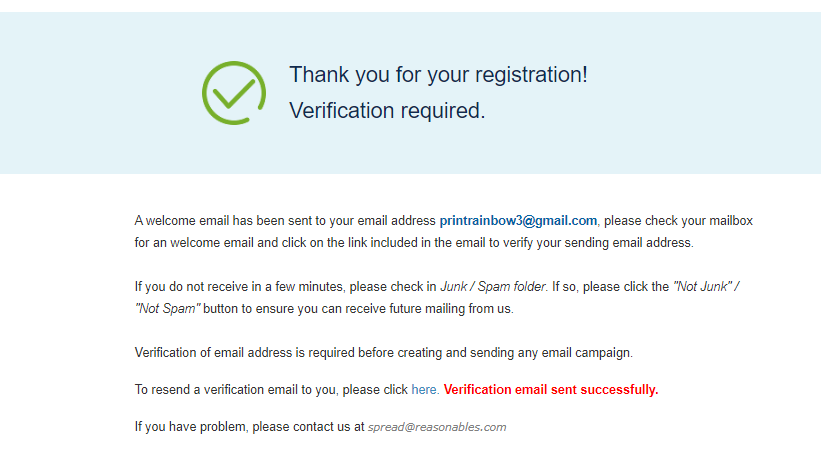 Thank you for your registration!
Verification required.
A welcome email has been sent to your email address printrainbow3@gmail.com, please check your mailbox
for an welcome email and click on the link included in the email to verify your sending email address.
If you do not receive in a few minutes, please check in Junk / Spam folder. If so, please click the "Not Junk" /
"Not Spam" button to ensure you can receive future mailing from us.
Verification of email address is required before creating and sending any email campaign.
To resend a verification email to you, please click here. Verification email sent successfully.
If you have problem, please contact us at spread@reasonables.com